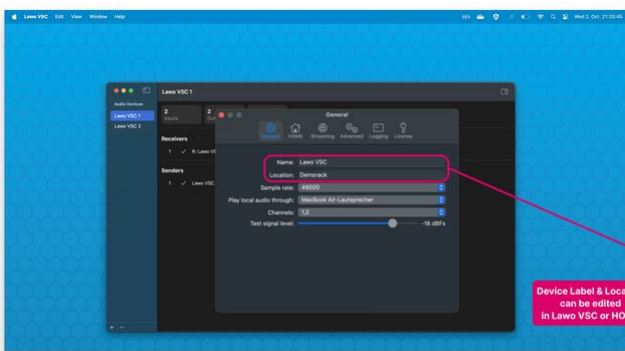 Lawo VSC Edit View Window Help
Wed 2. Oct 21:25:45
Lawo VSC 1
Audio Devices
Lawo VSC 1
Lawo VSC 2
2
Inputs
2
General
General HOME Streaming Advanced Logging License
Receivers
1 ✓ R Lawo VS
Senders
1 ✓ Lawo VSC
Name: Lawo VSC
Location: Demorack
Sample rate: 48000
Play local audio through: MacBook Air-Lautsprecher
Channels: 1,2
Test signal level: -18 dBFs
Device Label & Loca
can be edited
in Lawo VSC or HO
+ −